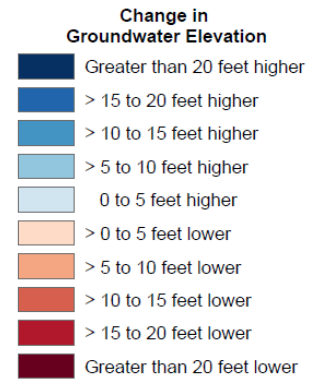 Change in
Groundwater Elevation
Greater than 20 feet higher
> 15 to 20 feet higher
> 10 to 15 feet higher
> 5 to 10 feet higher
0 to 5 feet higher
> 0 to 5 feet lower
> 5 to 10 feet lower
> 10 to 15 feet lower
> 15 to 20 feet lower
Greater than 20 feet lower